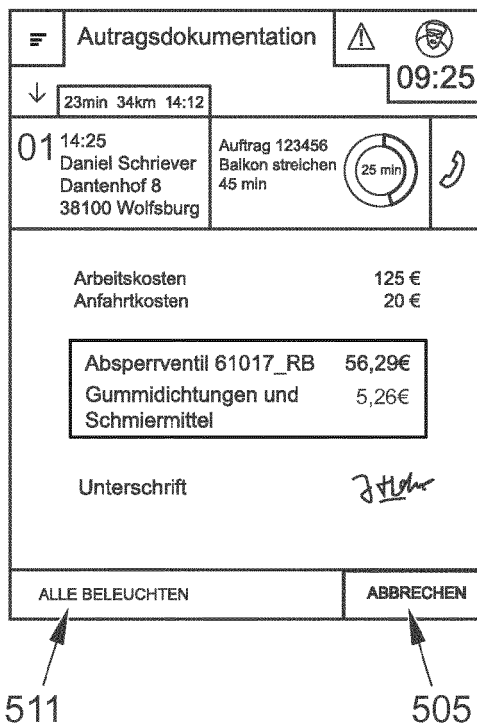 Autragsdokumentation
09:25
23min 34km 14:12
01
14:25
Daniel Schriever
Dantenhof 8
38100 Wolfsburg
Auftrag 123456
Balkon streichen
45 min
25 min
Arbeitskosten 125 €
Anfahrtkosten 20 €
Absperrventil 61017_RB 56,29€
Gummidichtungen und 5,26€
Schmiermittel
Unterschrift
ALLE BELEUCHTEN ABBRECHEN
511 505